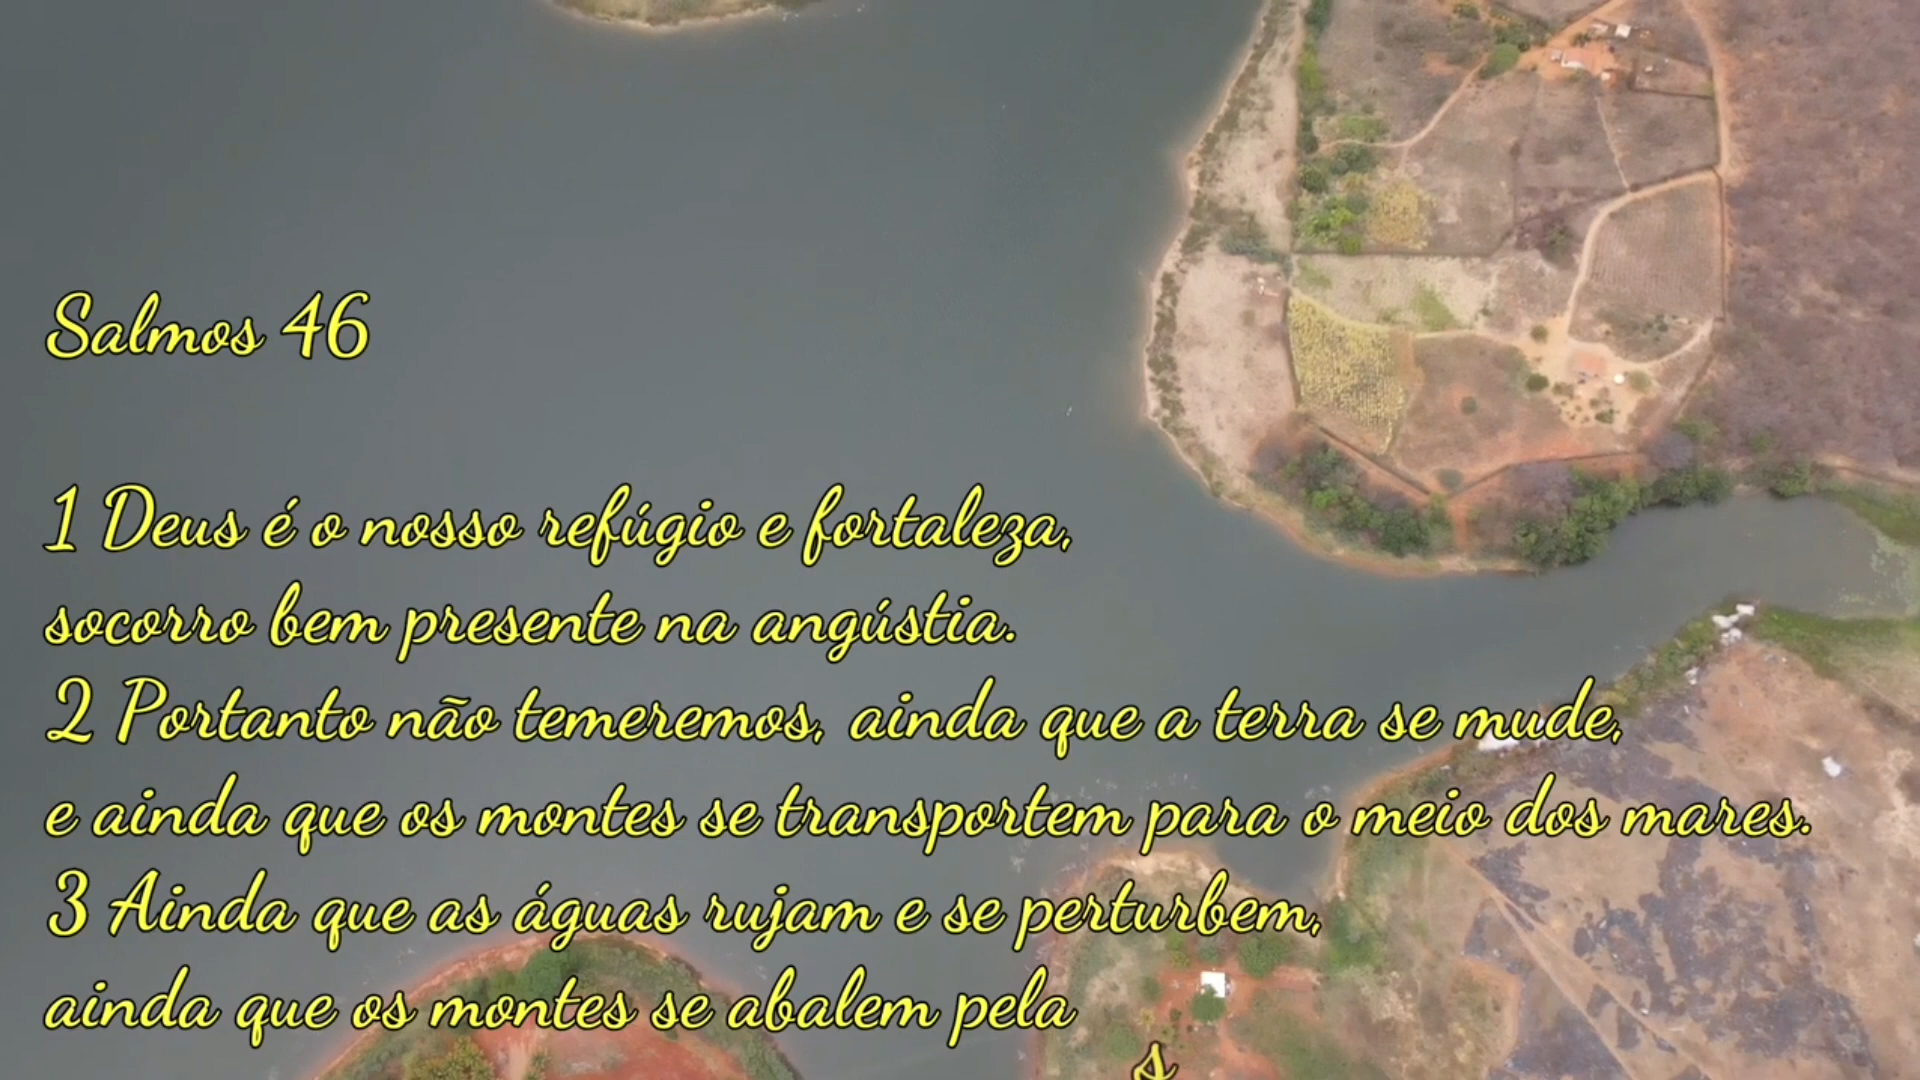 Salmos 46
1 Deus é o nosso refúgio e fortaleza,
socorro bem presente na angústia.
2 Portanto não temeremos, ainda que a terra se mude,
e ainda que os montes se transportem para o meio dos mares.
3 Ainda que as águas rujam e se perturbem,
ainda que os montes se abalem pela
s